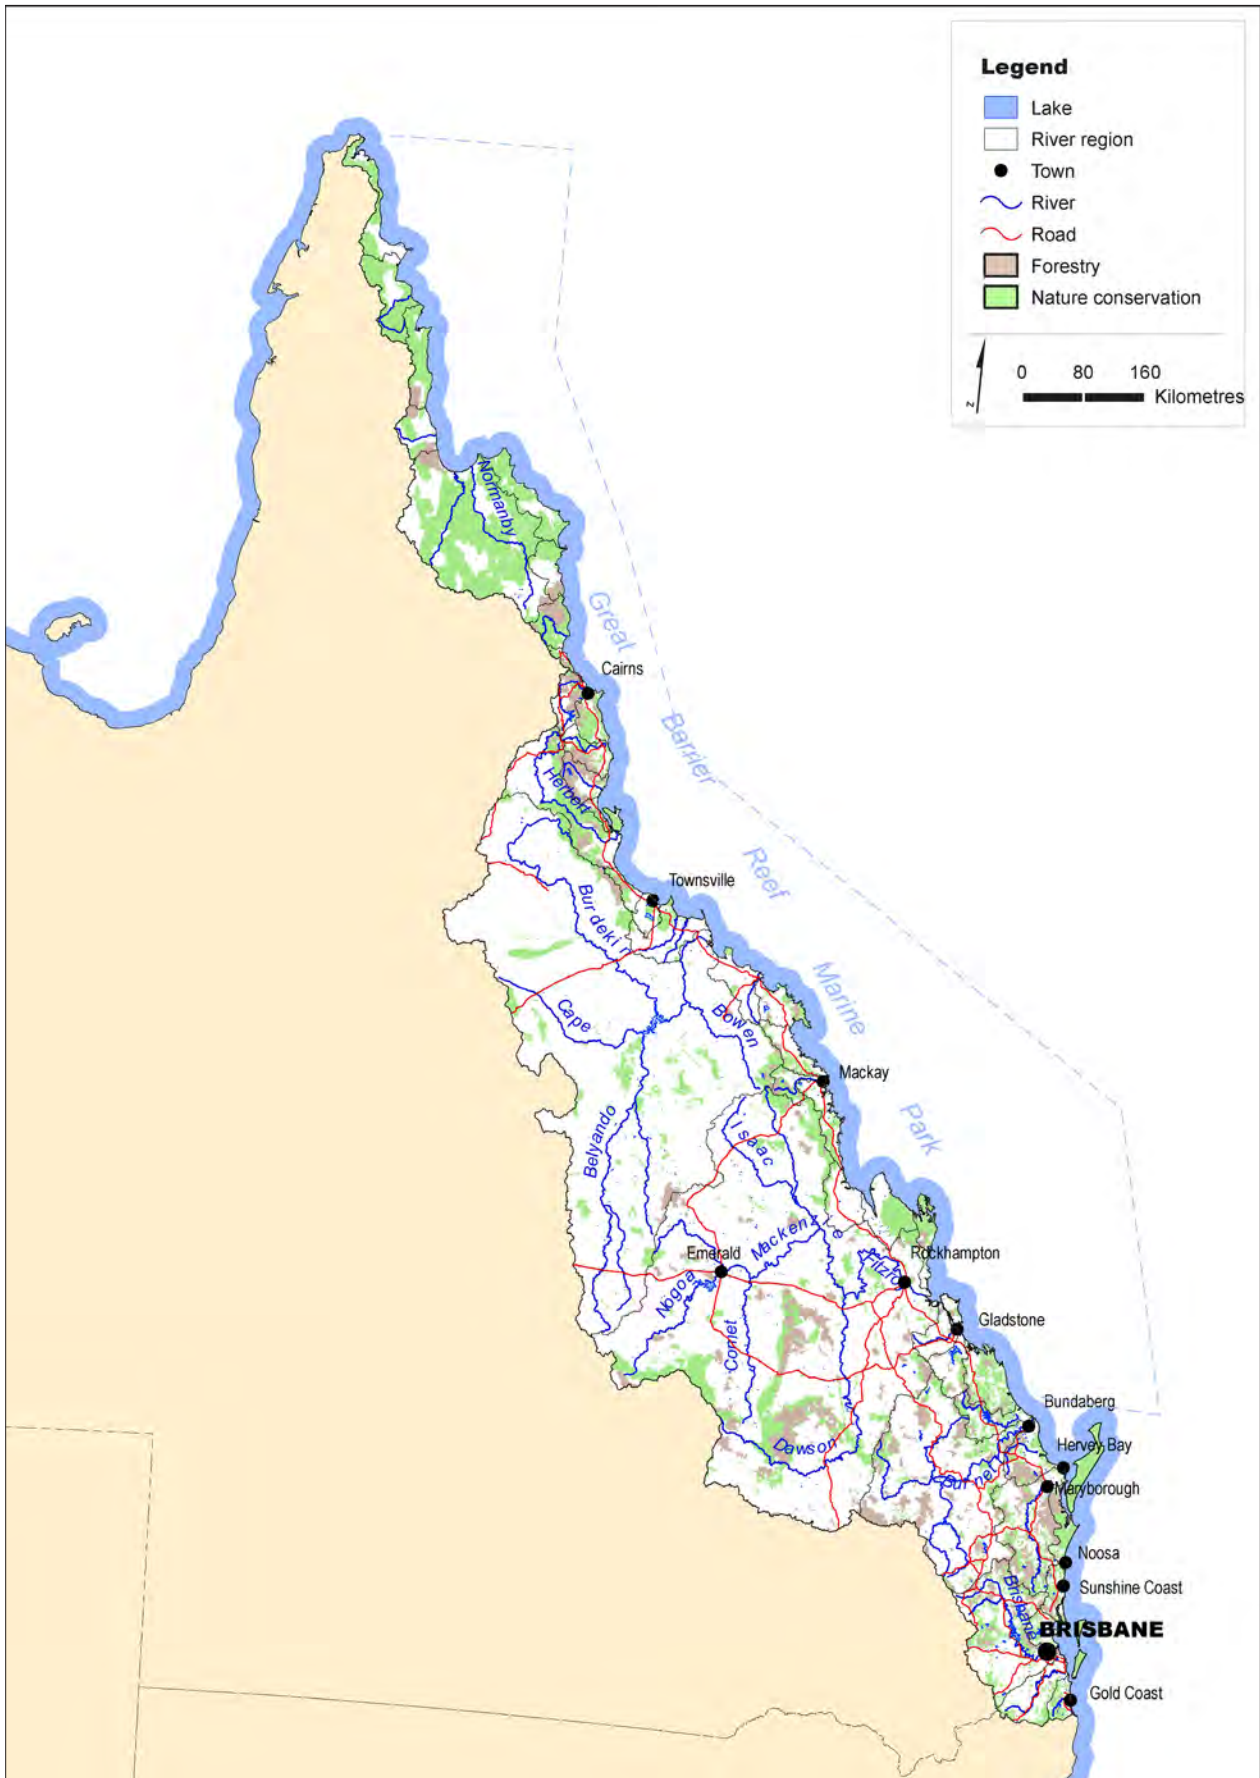 Legend
Lake
River region
Town
River
Road
Forestry
Nature conservation
z
0 80 160
Kilometres
Normanby
Great
Cairns
Barrier
Herbert
Reef
Townsville
Burdekin
Marine
Cape
Bowen
Mackay
Park
Isaac
Belyando
Mackenzie
Emerald
Rockhampton
Fitzroy
Nogoa
Gladstone
Comet
Bundaberg
Dawson
Hervey Bay
Burnett
Maryborough
Noosa
Sunshine Coast
Brisbane
BRISBANE
Gold Coast